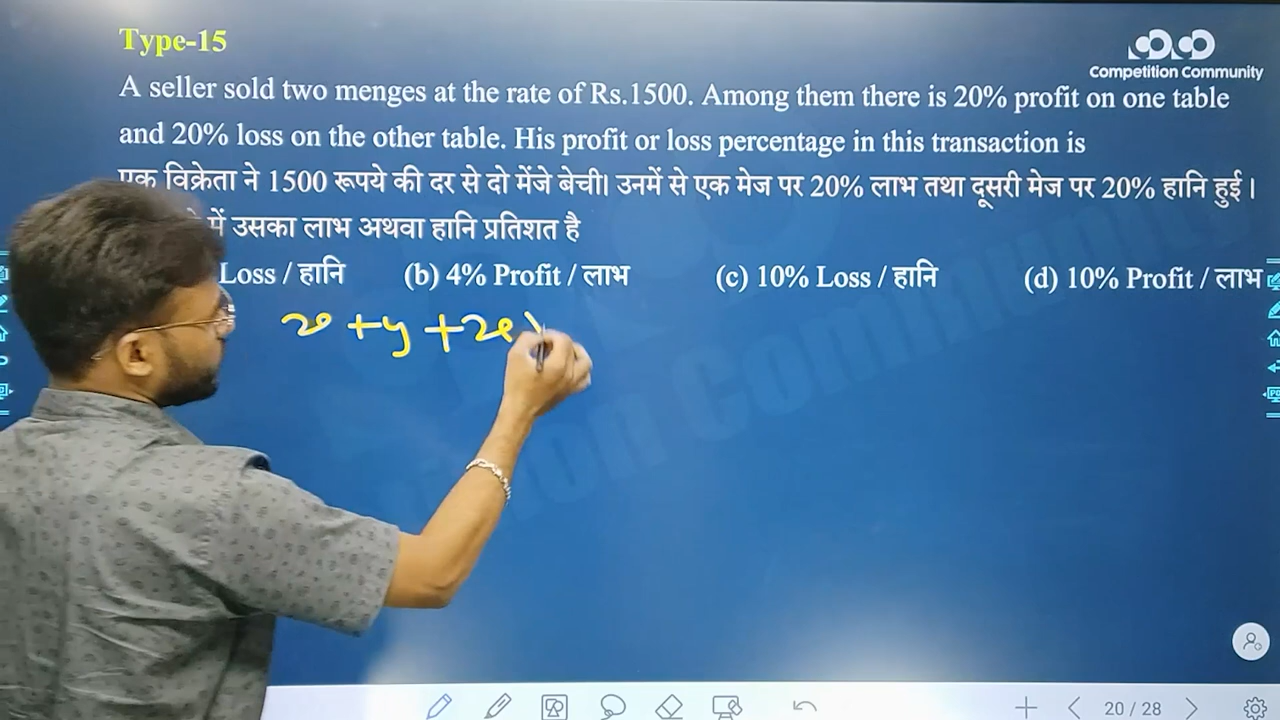 Type-15
Competition Community
A seller sold two menges at the rate of Rs.1500. Among them there is 20% profit on one table
and 20% loss on the other table. His profit or loss percentage in this transaction is
एक विक्रेता ने 1500 रूपये की दर से दो मेंजे बेची। उनमें से एक मेज पर 20% लाभ तथा दूसरी मेज पर 20% हानि हुई।
में उसका लाभ अथवा हानि प्रतिशत है
Loss / हानि (b) 4% Profit / लाभ (c) 10% Loss / हानि (d) 10% Profit / लाभ
x + y + x
20 / 28